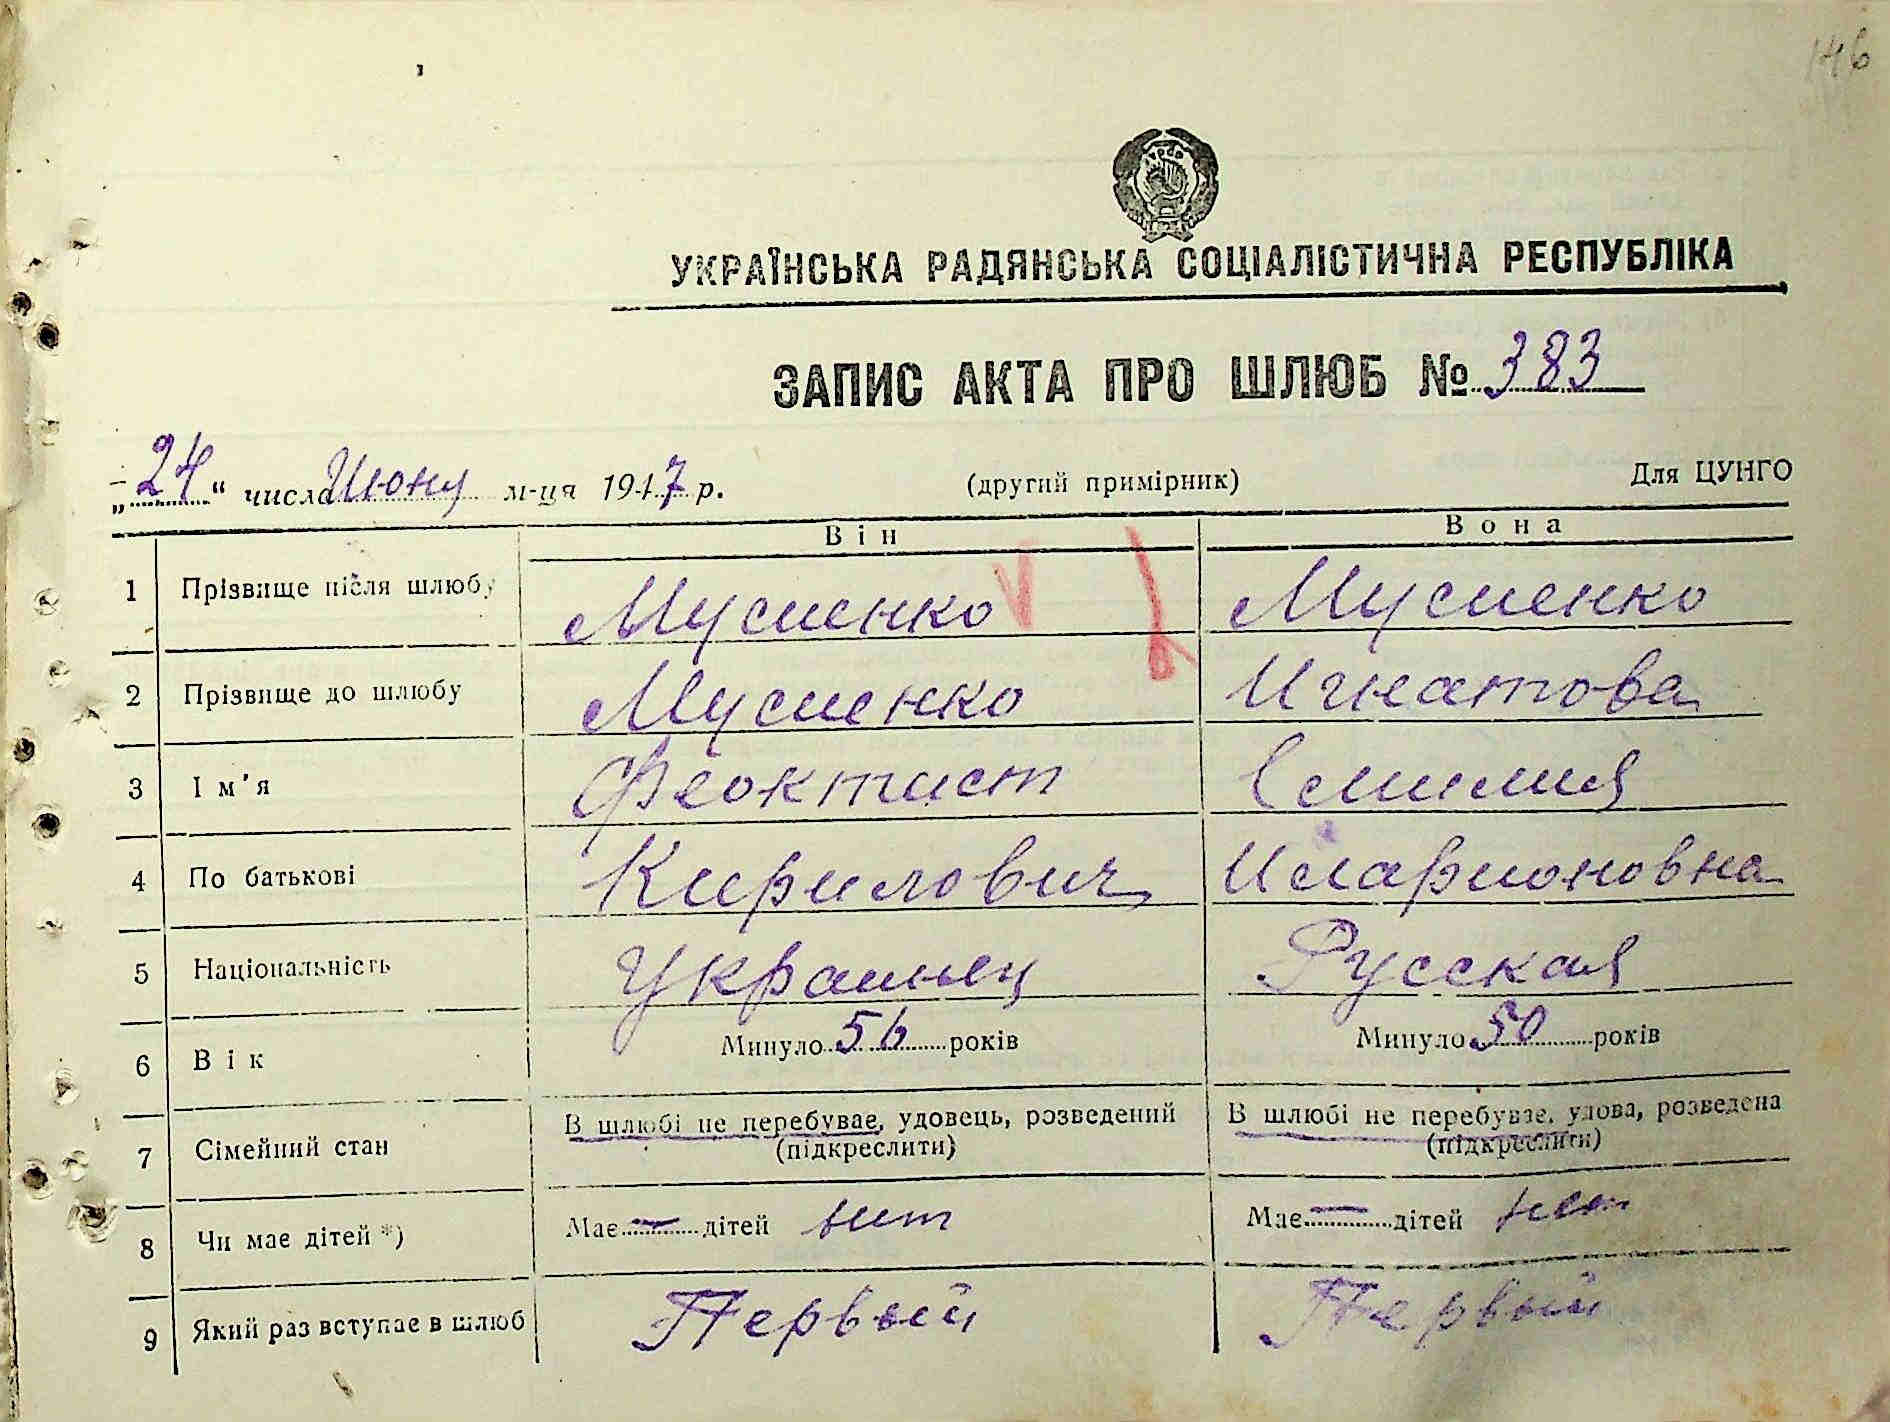 146
УКРАЇНСЬКА РАДЯНСЬКА СОЦІАЛІСТИЧНА РЕСПУБЛІКА
ЗАПИС АКТА ПРО ШЛЮБ № 383
„24“ числа Июну м-ця 1947 р. (другий примірник) Для ЦУНГО
Він Вона
1 Прізвище після шлюбу Мусиенко Мусиенко
2 Прізвище до шлюбу Мусиенко Игнатова
3 Ім'я Феоктист Емилия
4 По батькові Кирилович Иларионовна
5 Національність Украинец Русская
6 Вік Минуло 56 років Минуло 50 років
7 Сімейний стан В шлюбі не перебуває, удовець, розведений (підкреслити) В шлюбі не перебуває, удова, розведена (підкреслити)
8 Чи має дітей *) Має — дітей нет Має — дітей нет
9 Який раз вступає в шлюб Первый Первый